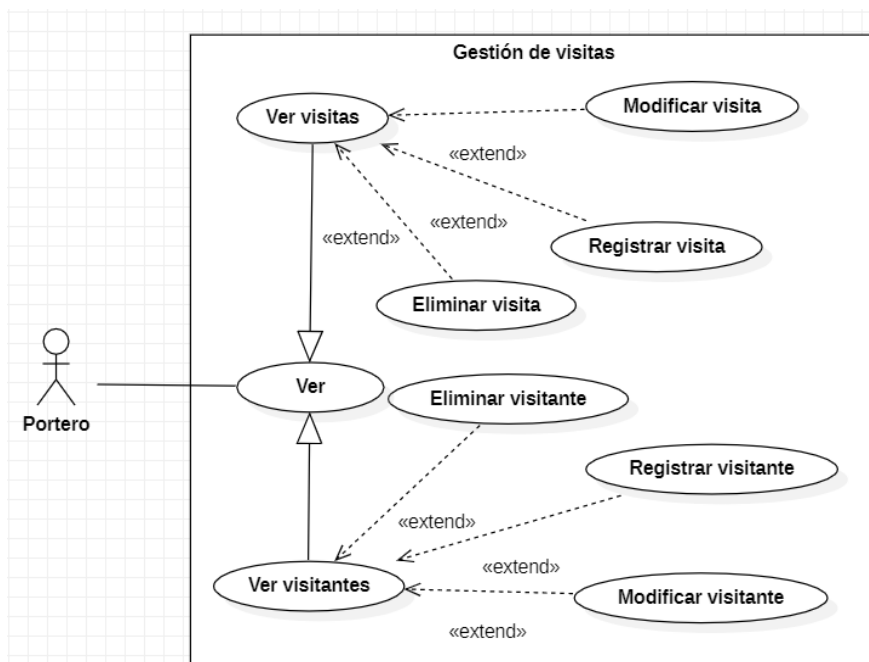 Gestión de visitas
Ver visitas
Modificar visita
«extend»
«extend»
«extend»
Registrar visita
Eliminar visita
Ver
Portero
Eliminar visitante
Registrar visitante
«extend»
«extend»
Ver visitantes
Modificar visitante
«extend»